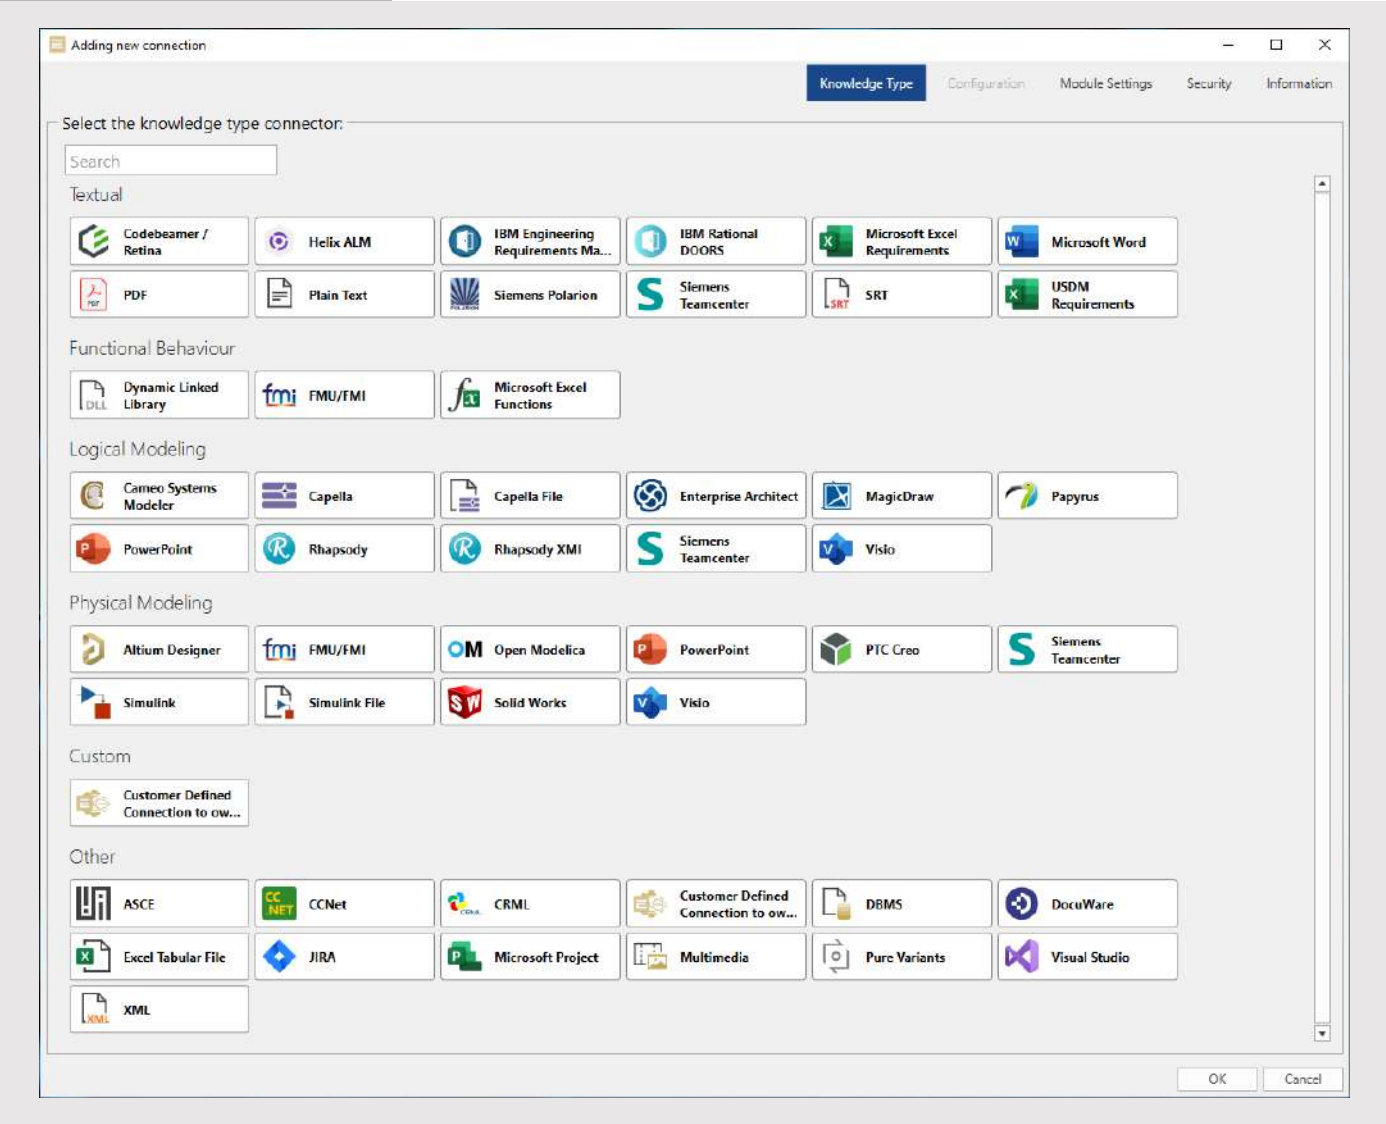 Adding new connection
Knowledge Type Configuration Module Settings Security Information
Select the knowledge type connector:
Search
Textual
Codebeamer / Retina
Helix ALM
IBM Engineering Requirements Ma...
IBM Rational DOORS
Microsoft Excel Requirements
Microsoft Word
PDF
Plain Text
Siemens Polarion
Siemens Teamcenter
SRT
USDM Requirements
Functional Behaviour
Dynamic Linked Library
FMU/FMI
Microsoft Excel Functions
Logical Modeling
Cameo Systems Modeler
Capella
Capella File
Enterprise Architect
MagicDraw
Papyrus
PowerPoint
Rhapsody
Rhapsody XMI
Siemens Teamcenter
Visio
Physical Modeling
Altium Designer
FMU/FMI
Open Modelica
PowerPoint
PTC Creo
Siemens Teamcenter
Simulink
Simulink File
Solid Works
Visio
Custom
Customer Defined Connection to ow...
Other
ASCE
CCNet
CRML
Customer Defined Connection to ow...
DBMS
DocuWare
Excel Tabular File
JIRA
Microsoft Project
Multimedia
Pure Variants
Visual Studio
XML
OK Cancel